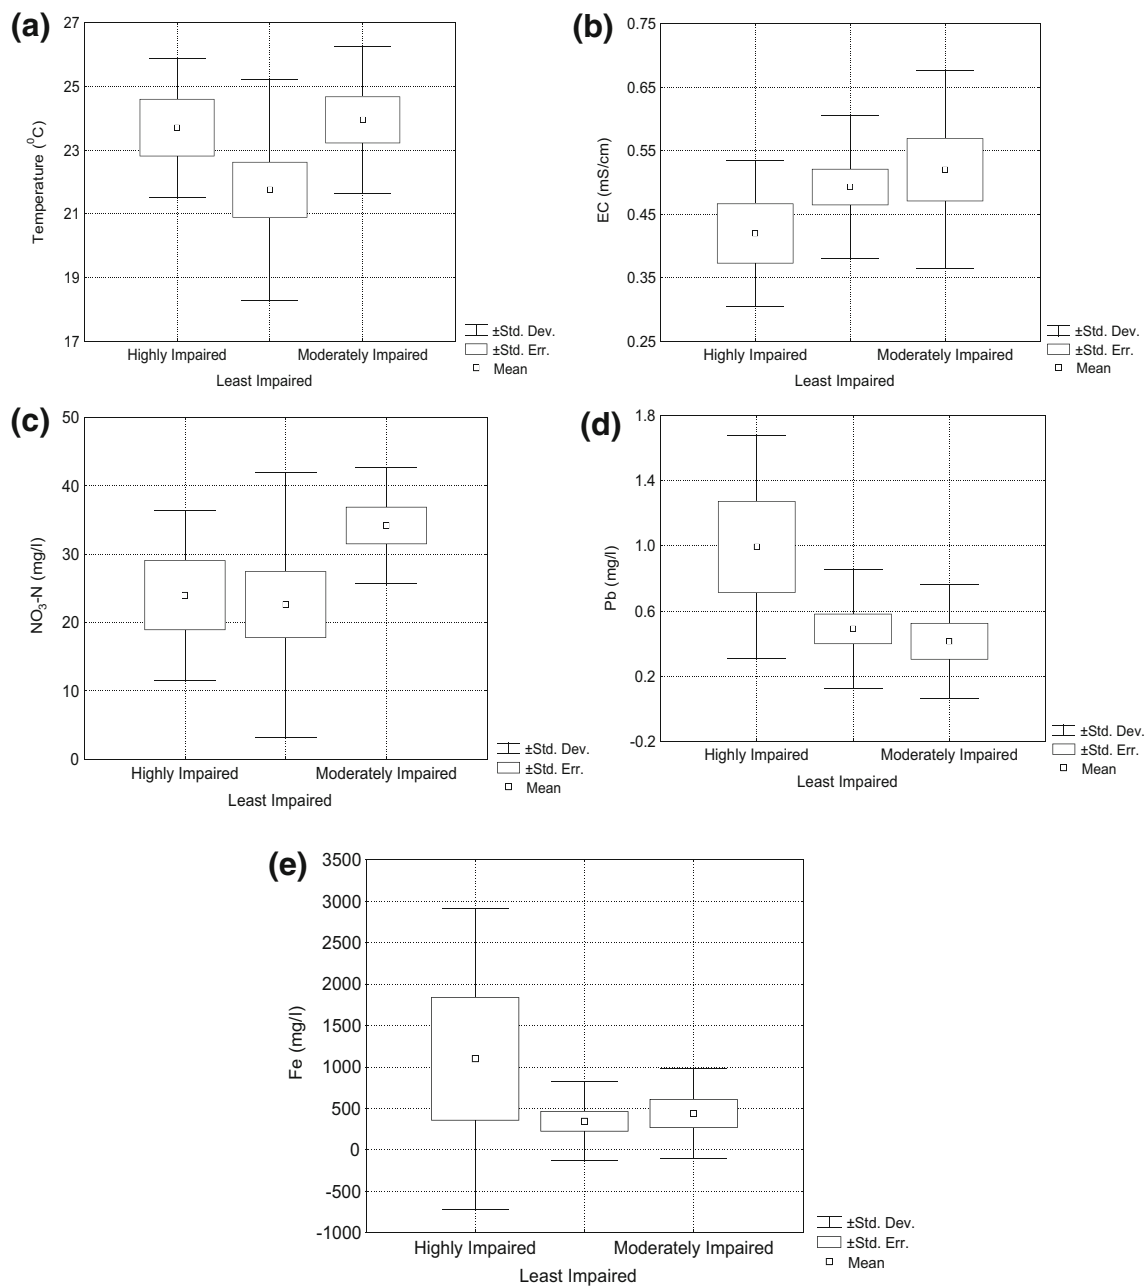 (a)
27
25
23
21
19
17
Temperature (⁰C)
Highly Impaired
Moderately Impaired
Least Impaired
±Std. Dev.
±Std. Err.
Mean
(b)
0.75
0.65
0.55
0.45
0.35
0.25
EC (mS/cm)
Highly Impaired
Moderately Impaired
Least Impaired
±Std. Dev.
±Std. Err.
Mean
(c)
50
40
30
20
10
0
NO₃-N (mg/l)
Highly Impaired
Moderately Impaired
Least Impaired
±Std. Dev.
±Std. Err.
Mean
(d)
1.8
1.4
1.0
0.6
0.2
-0.2
Pb (mg/l)
Highly Impaired
Moderately Impaired
Least Impaired
±Std. Dev.
±Std. Err.
Mean
(e)
3500
3000
2500
2000
1500
1000
500
0
-500
-1000
Fe (mg/l)
Highly Impaired
Moderately Impaired
Least Impaired
±Std. Dev.
±Std. Err.
Mean